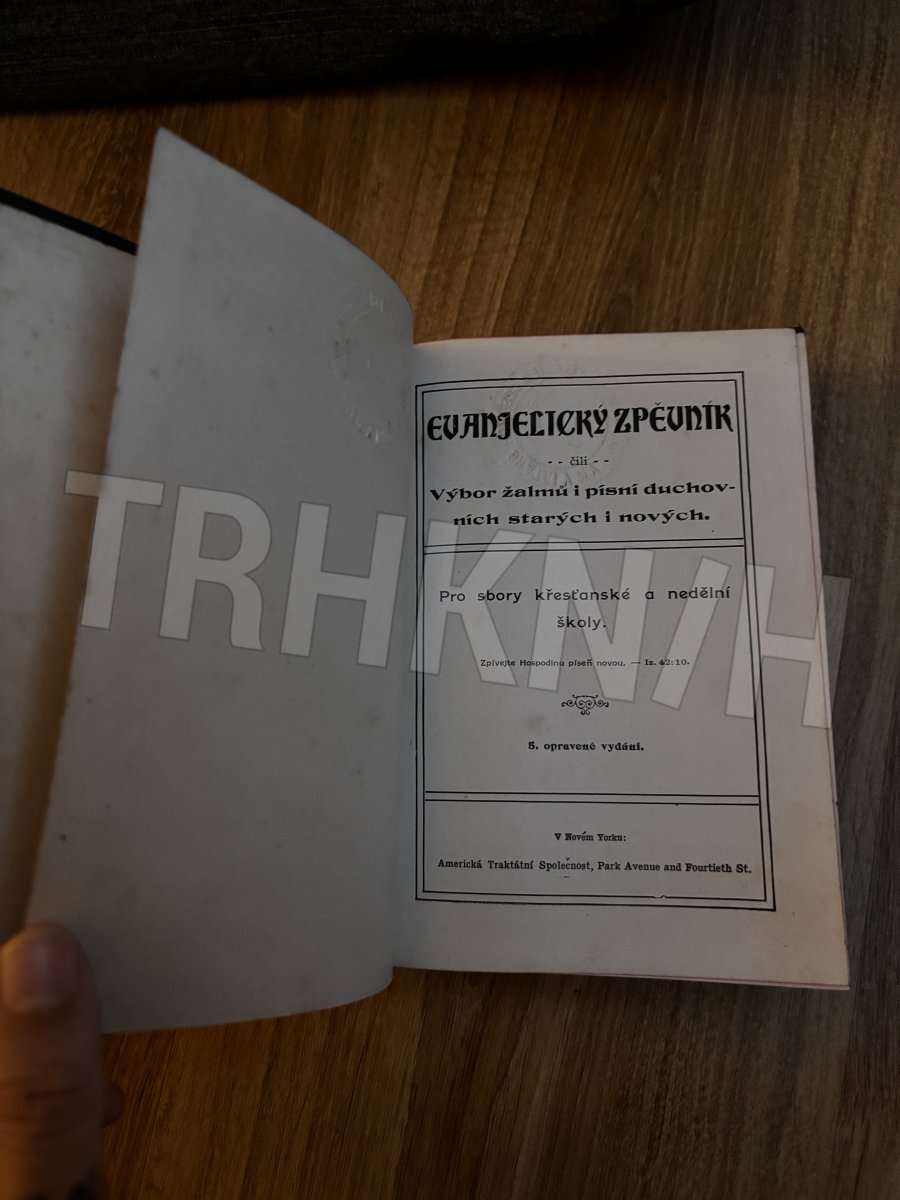 EVANJELICKÝ ZPĚVNÍK
- - čili - -
Výbor žalmů i písní duchov-
ních starých i nových.
Pro sbory křesťanské a nedělní
školy.
Zpívejte Hospodinu píseň novou. — Iz. 42:10.
5. opravené vydání.
V Novém Yorku:
Americká Traktátní Společnost, Park Avenue and Fourtieth St.
TRHKN/H